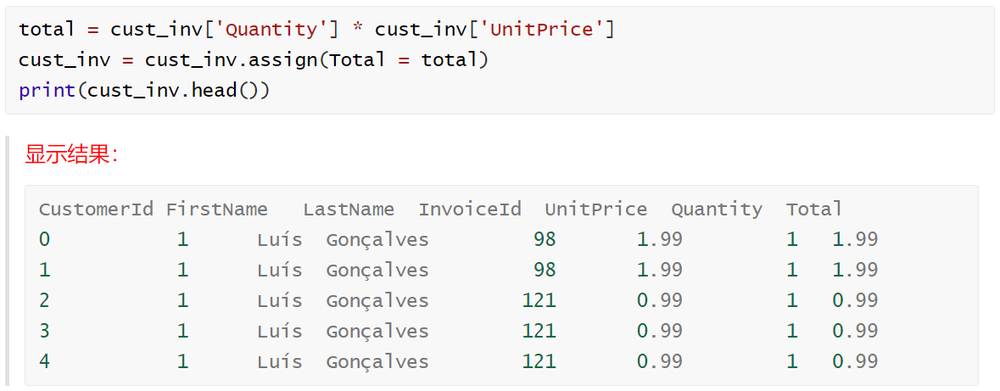 total = cust_inv['Quantity'] * cust_inv['UnitPrice']
cust_inv = cust_inv.assign(Total = total)
print(cust_inv.head())
显示结果：
CustomerId FirstName   LastName  InvoiceId  UnitPrice  Quantity  Total
0           1      Luís  Gonçalves         98       1.99         1   1.99
1           1      Luís  Gonçalves         98       1.99         1   1.99
2           1      Luís  Gonçalves        121       0.99         1   0.99
3           1      Luís  Gonçalves        121       0.99         1   0.99
4           1      Luís  Gonçalves        121       0.99         1   0.99